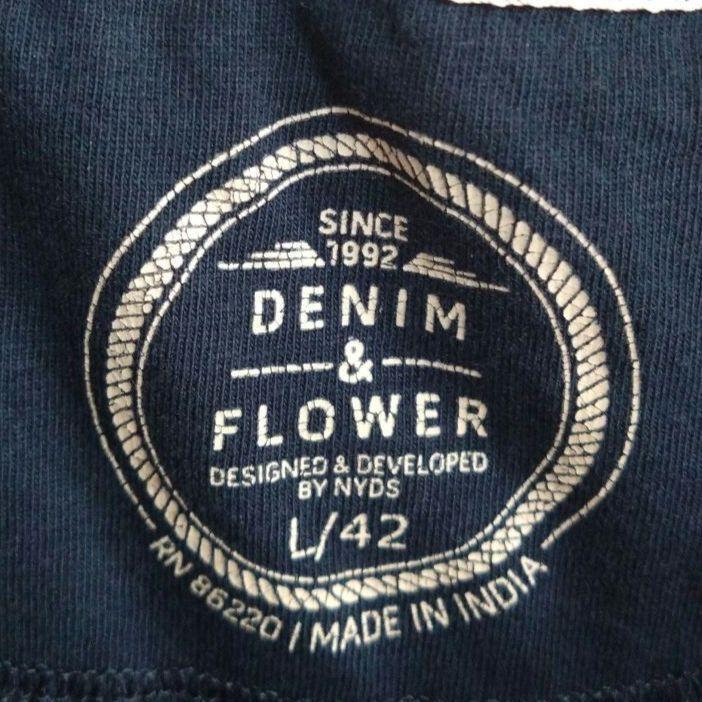 SINCE
1992
DENIM
&
FLOWER
DESIGNED & DEVELOPED
BY NYDS
L/42
RN 86220 | MADE IN INDIA